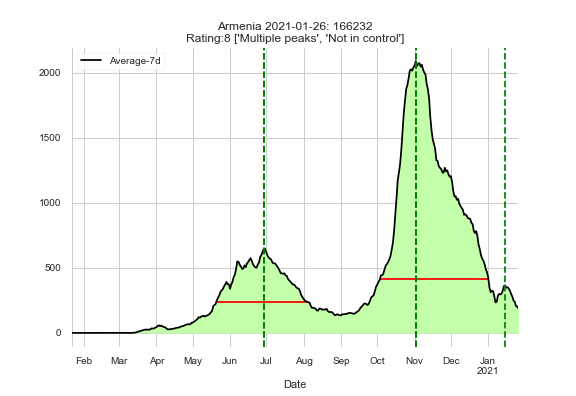 Armenia 2021-01-26: 166232
Rating:8 ['Multiple peaks', 'Not in control']
Average-7d
2000
1500
1000
500
0
Feb Mar Apr May Jun Jul Aug Sep Oct Nov Dec Jan
2021
Date